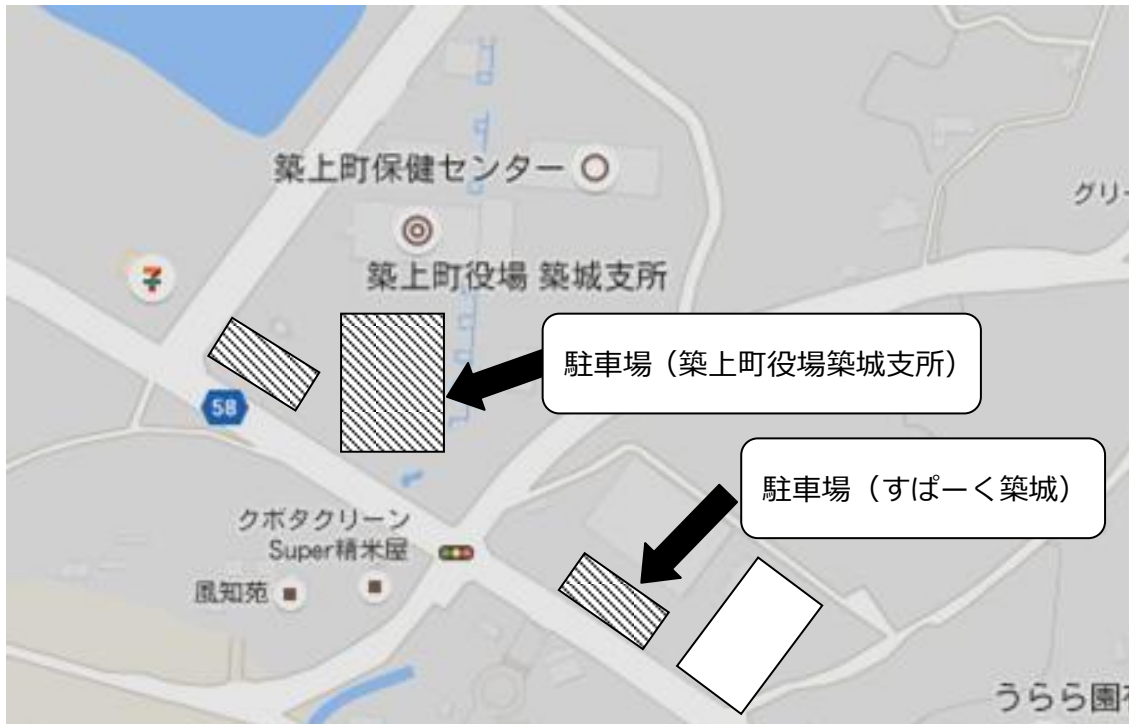 築上町保健センター
グリー
築上町役場 築城支所
駐車場（築上町役場築城支所）
58
駐車場（すぱーく築城）
クボタクリーン
Super精米屋
風知苑
うらら園